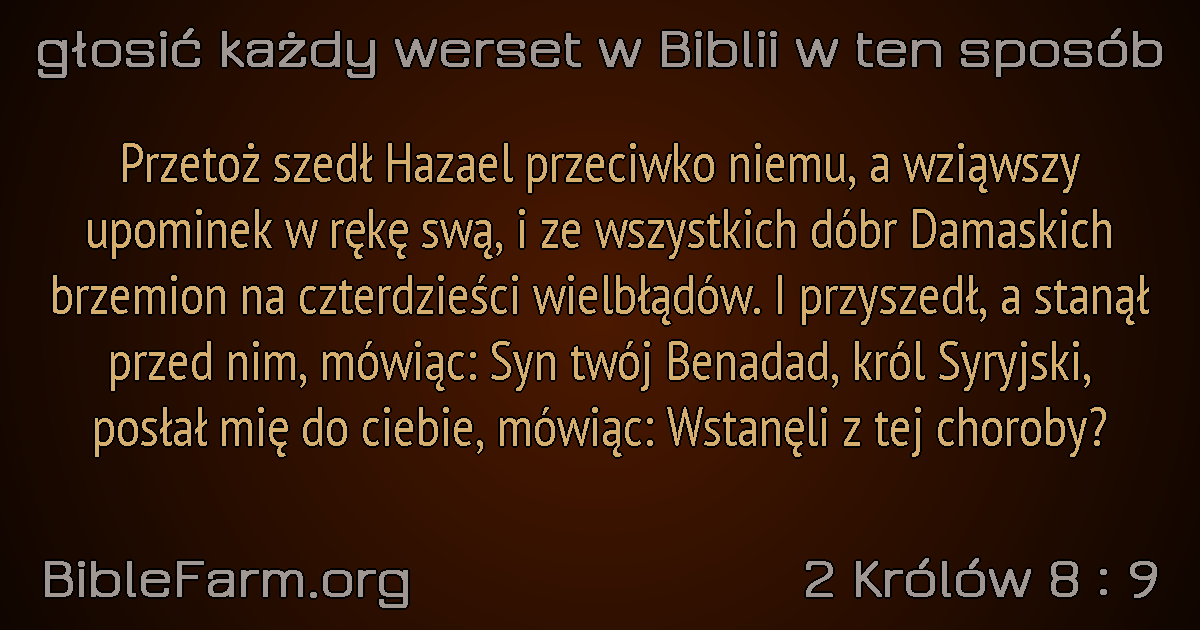 głosić każdy werset w Biblii w ten sposób
Przetoż szedł Hazael przeciwko niemu, a wziąwszy
upominek w rękę swą, i ze wszystkich dóbr Damaskich
brzemion na czterdzieści wielbłądów. I przyszedł, a stanął
przed nim, mówiąc: Syn twój Benadad, król Syryjski,
posłał mię do ciebie, mówiąc: Wstanęli z tej choroby?
BibleFarm.org
2 Królów 8 : 9